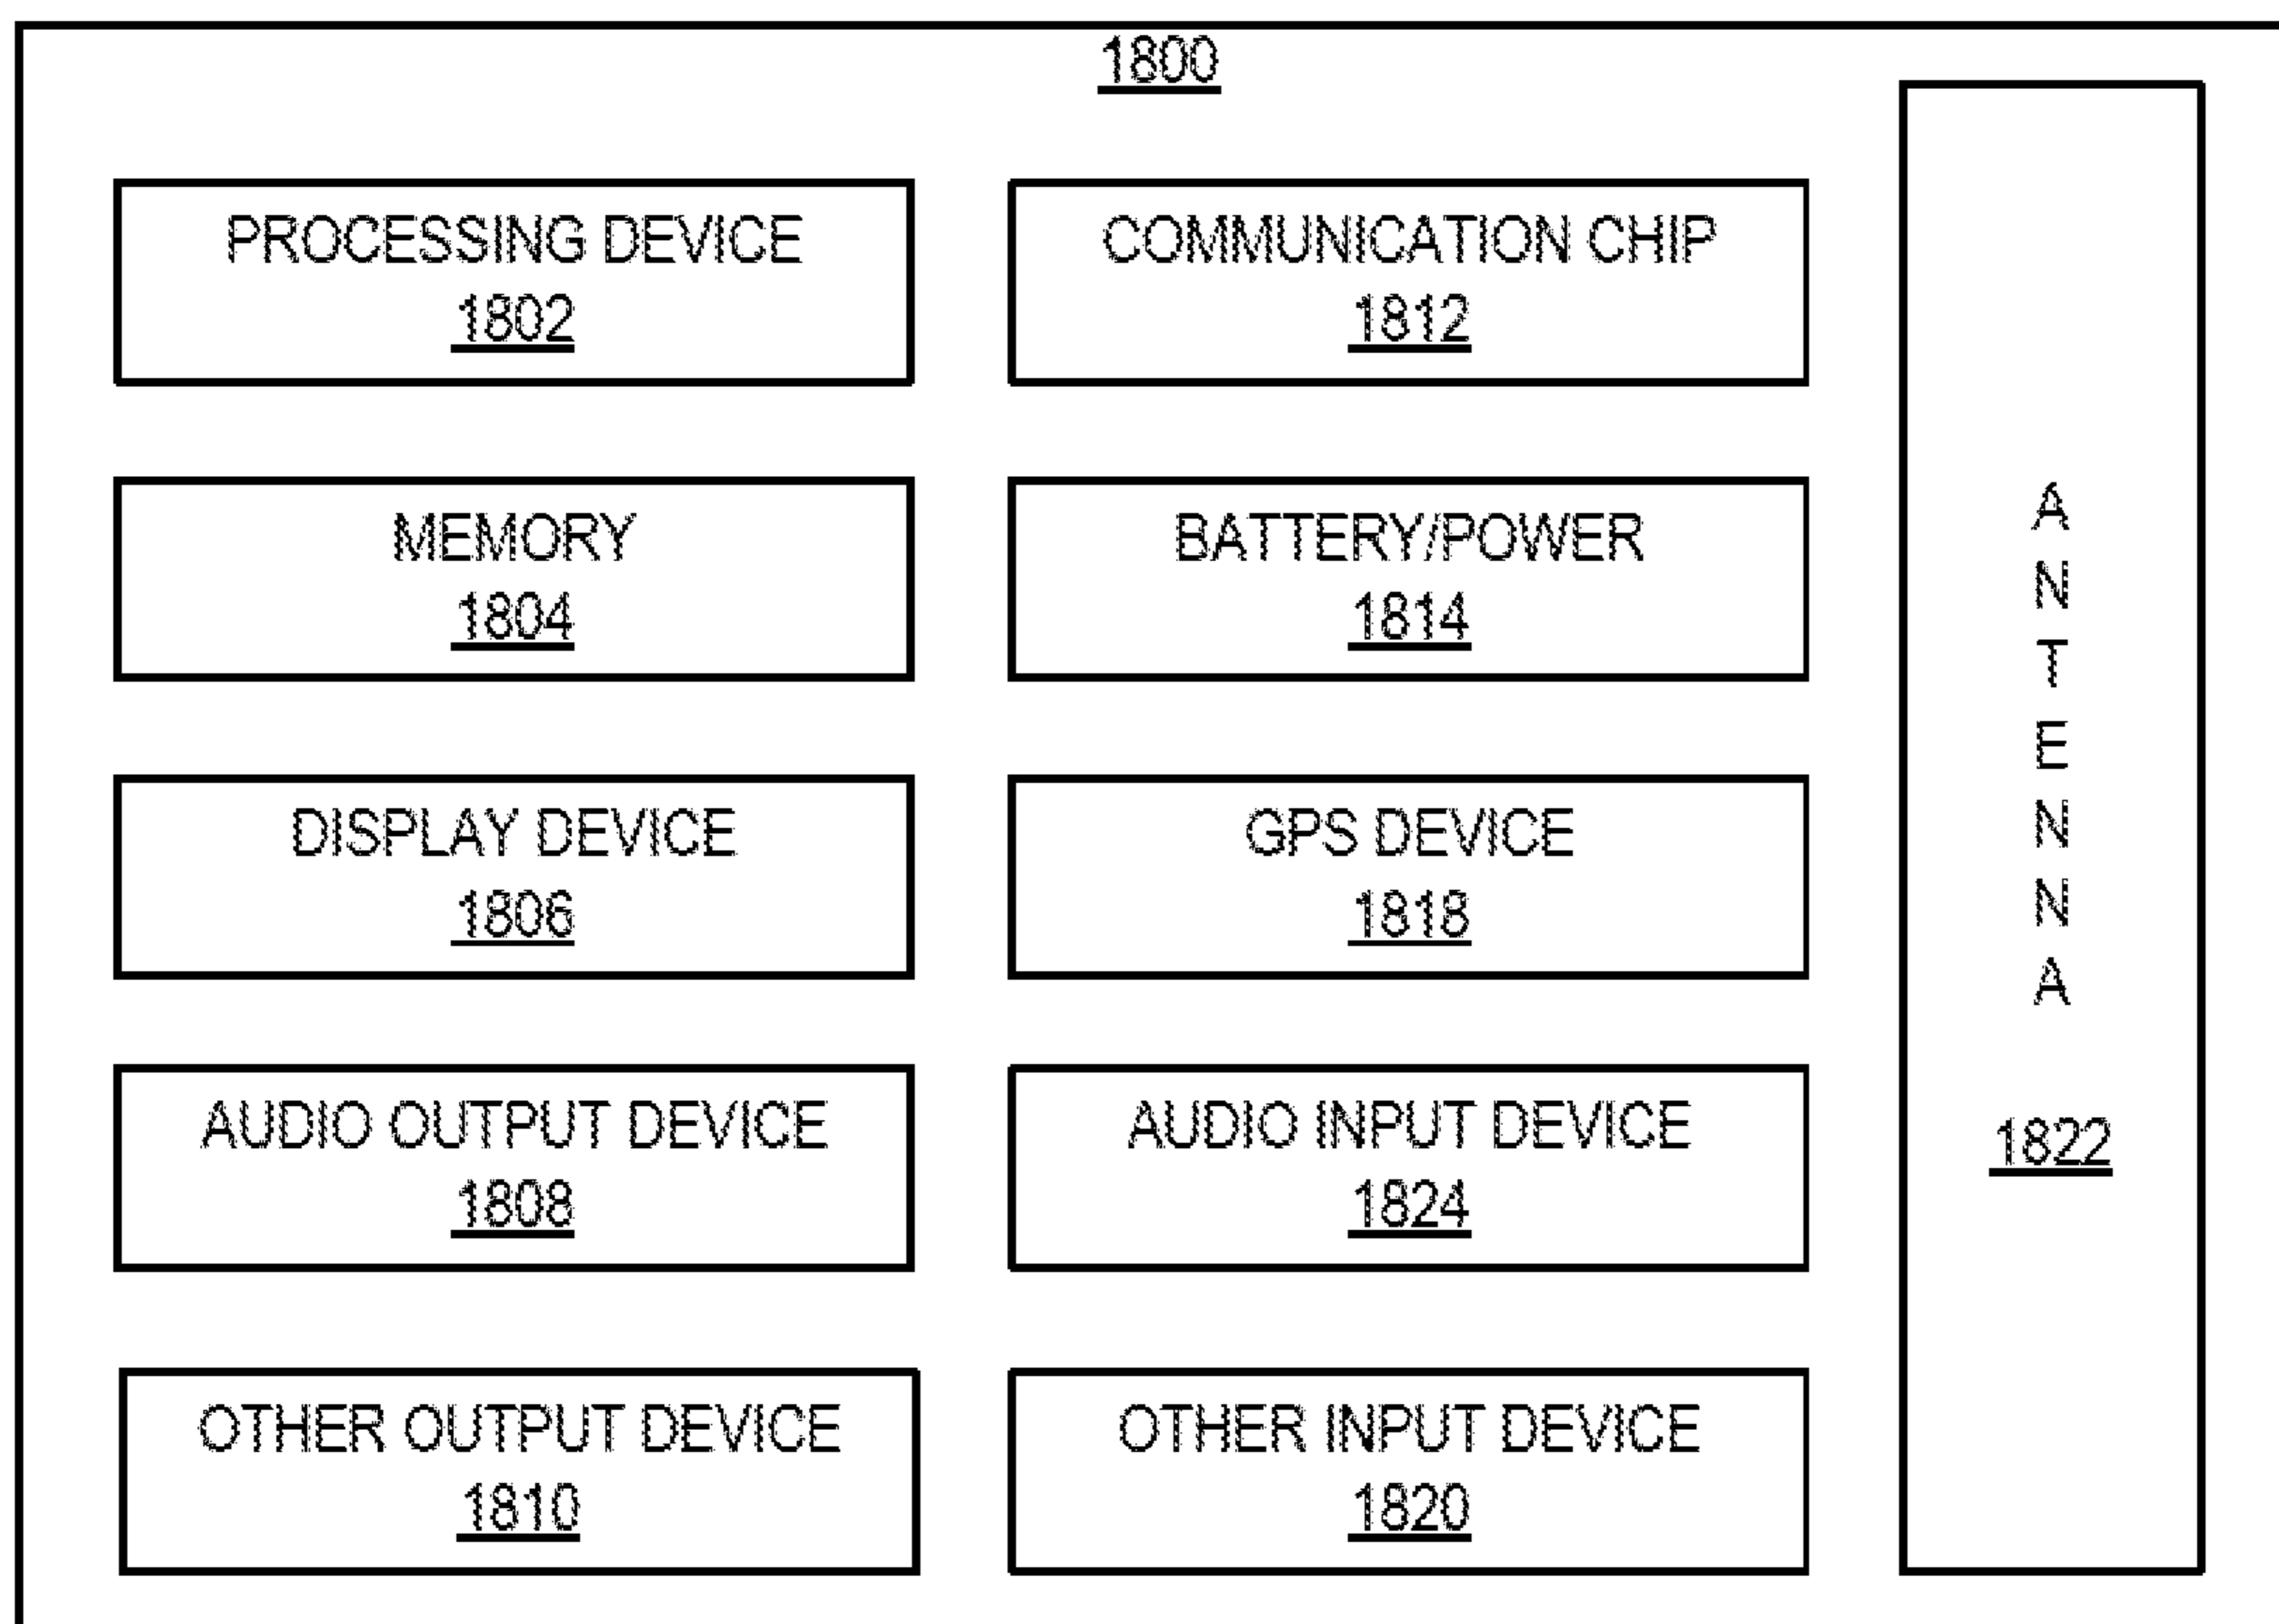 1800
PROCESSING DEVICE
1802
COMMUNICATION CHIP
1812
MEMORY
1804
BATTERY/POWER
1814
DISPLAY DEVICE
1806
GPS DEVICE
1818
AUDIO OUTPUT DEVICE
1808
AUDIO INPUT DEVICE
1824
OTHER OUTPUT DEVICE
1810
OTHER INPUT DEVICE
1820
ANTENNA
1822